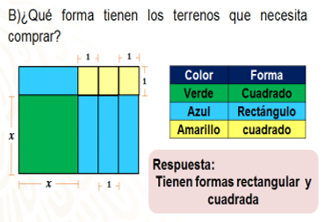 B)¿Qué forma tienen los terrenos que necesita
comprar?
1 1
1
x
x 1
Color Forma
Verde Cuadrado
Azul Rectángulo
Amarillo cuadrado
Respuesta:
Tienen formas rectangular y
cuadrada